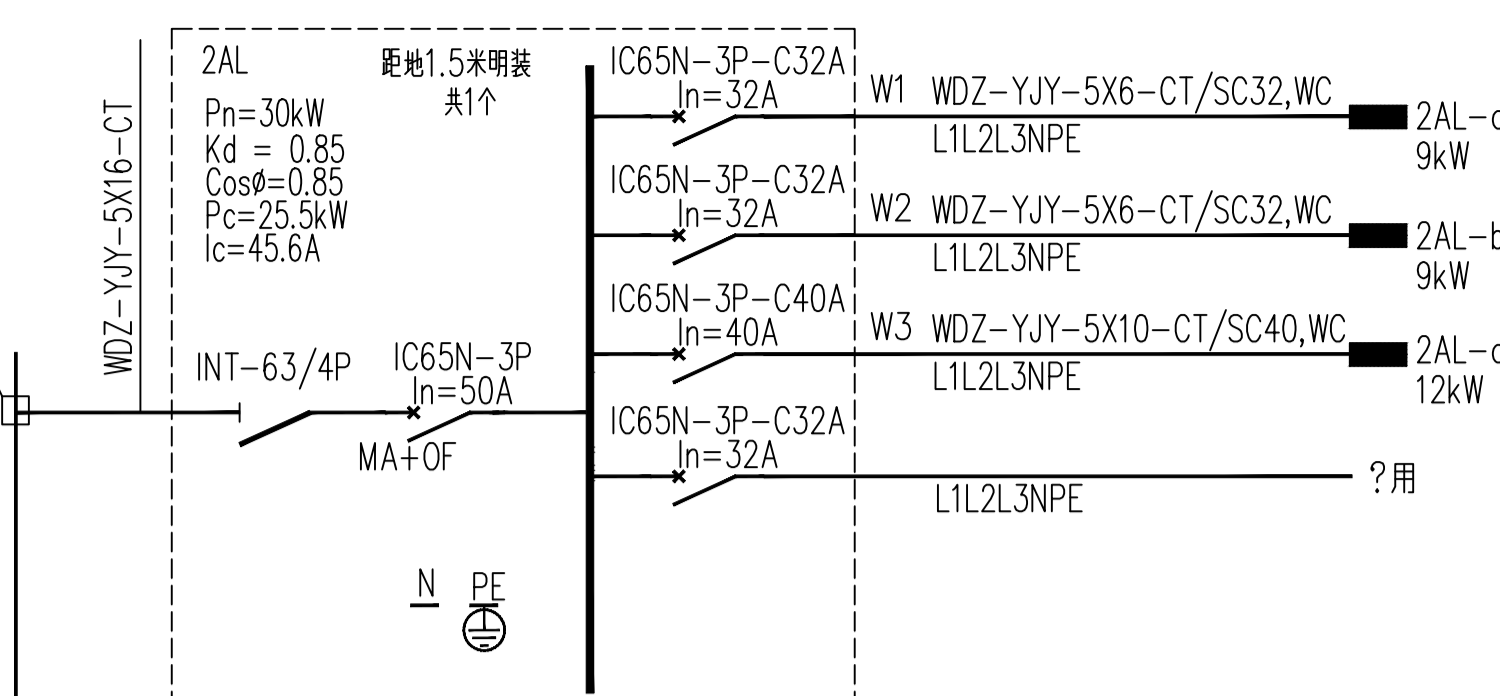 2AL
距地1.5米明装
共1个
Pn=30kW
Kd = 0.85
Cosø=0.85
Pc=25.5kW
Ic=45.6A
WDZ-YJY-5X16-CT
INT-63/4P
IC65N-3P
In=50A
MA+OF
N
PE
IC65N-3P-C32A
In=32A
W1
WDZ-YJY-5X6-CT/SC32,WC
L1L2L3NPE
9kW
IC65N-3P-C32A
In=32A
W2
WDZ-YJY-5X6-CT/SC32,WC
L1L2L3NPE
2AL-b
9kW
IC65N-3P-C40A
In=40A
W3
WDZ-YJY-5X10-CT/SC40,WC
L1L2L3NPE
12kW
IC65N-3P-C32A
In=32A
L1L2L3NPE
?用